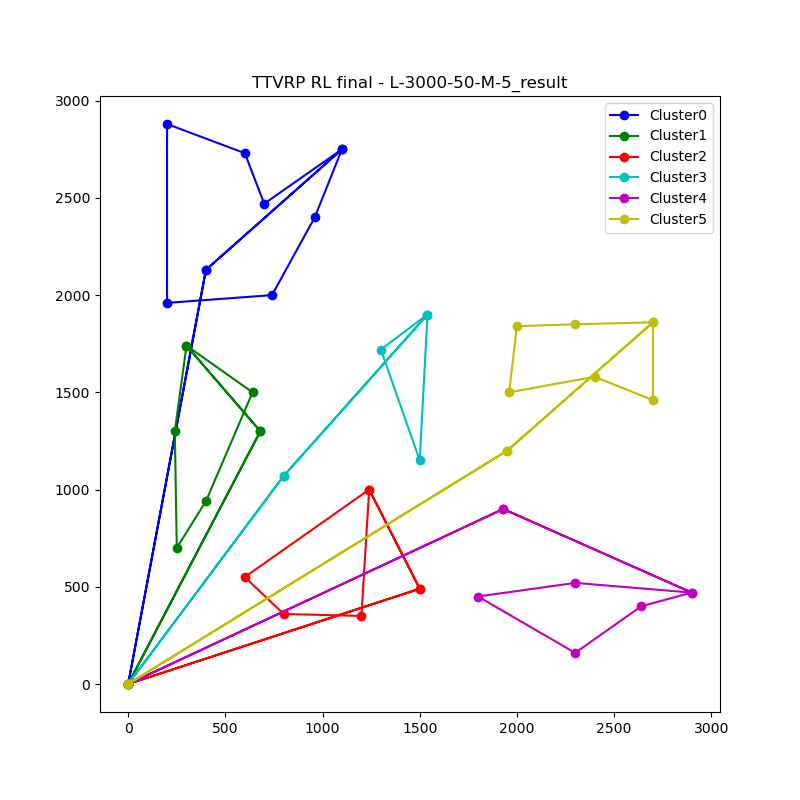 TTVRP RL final - L-3000-50-M-5_result
3000
2500
2000
1500
1000
500
0
0 500 1000 1500 2000 2500 3000
Cluster0
Cluster1
Cluster2
Cluster3
Cluster4
Cluster5